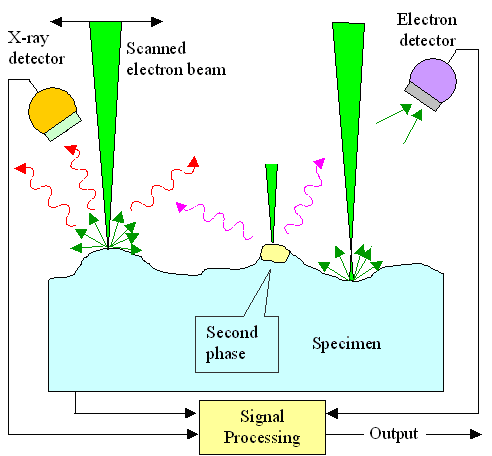 X-ray
detector
Scanned
electron beam
Electron
detector
Second
phase
Specimen
Signal
Processing
Output